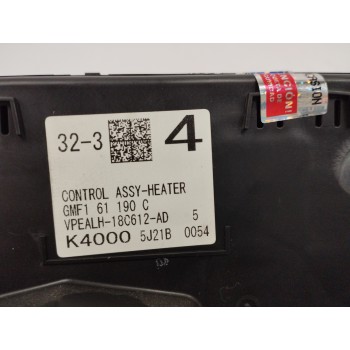 32-3 4
CONTROL ASSY-HEATER
GMF1 61 190 C
VPEALH-18C612-AD 5
K4000 5J21B 0054